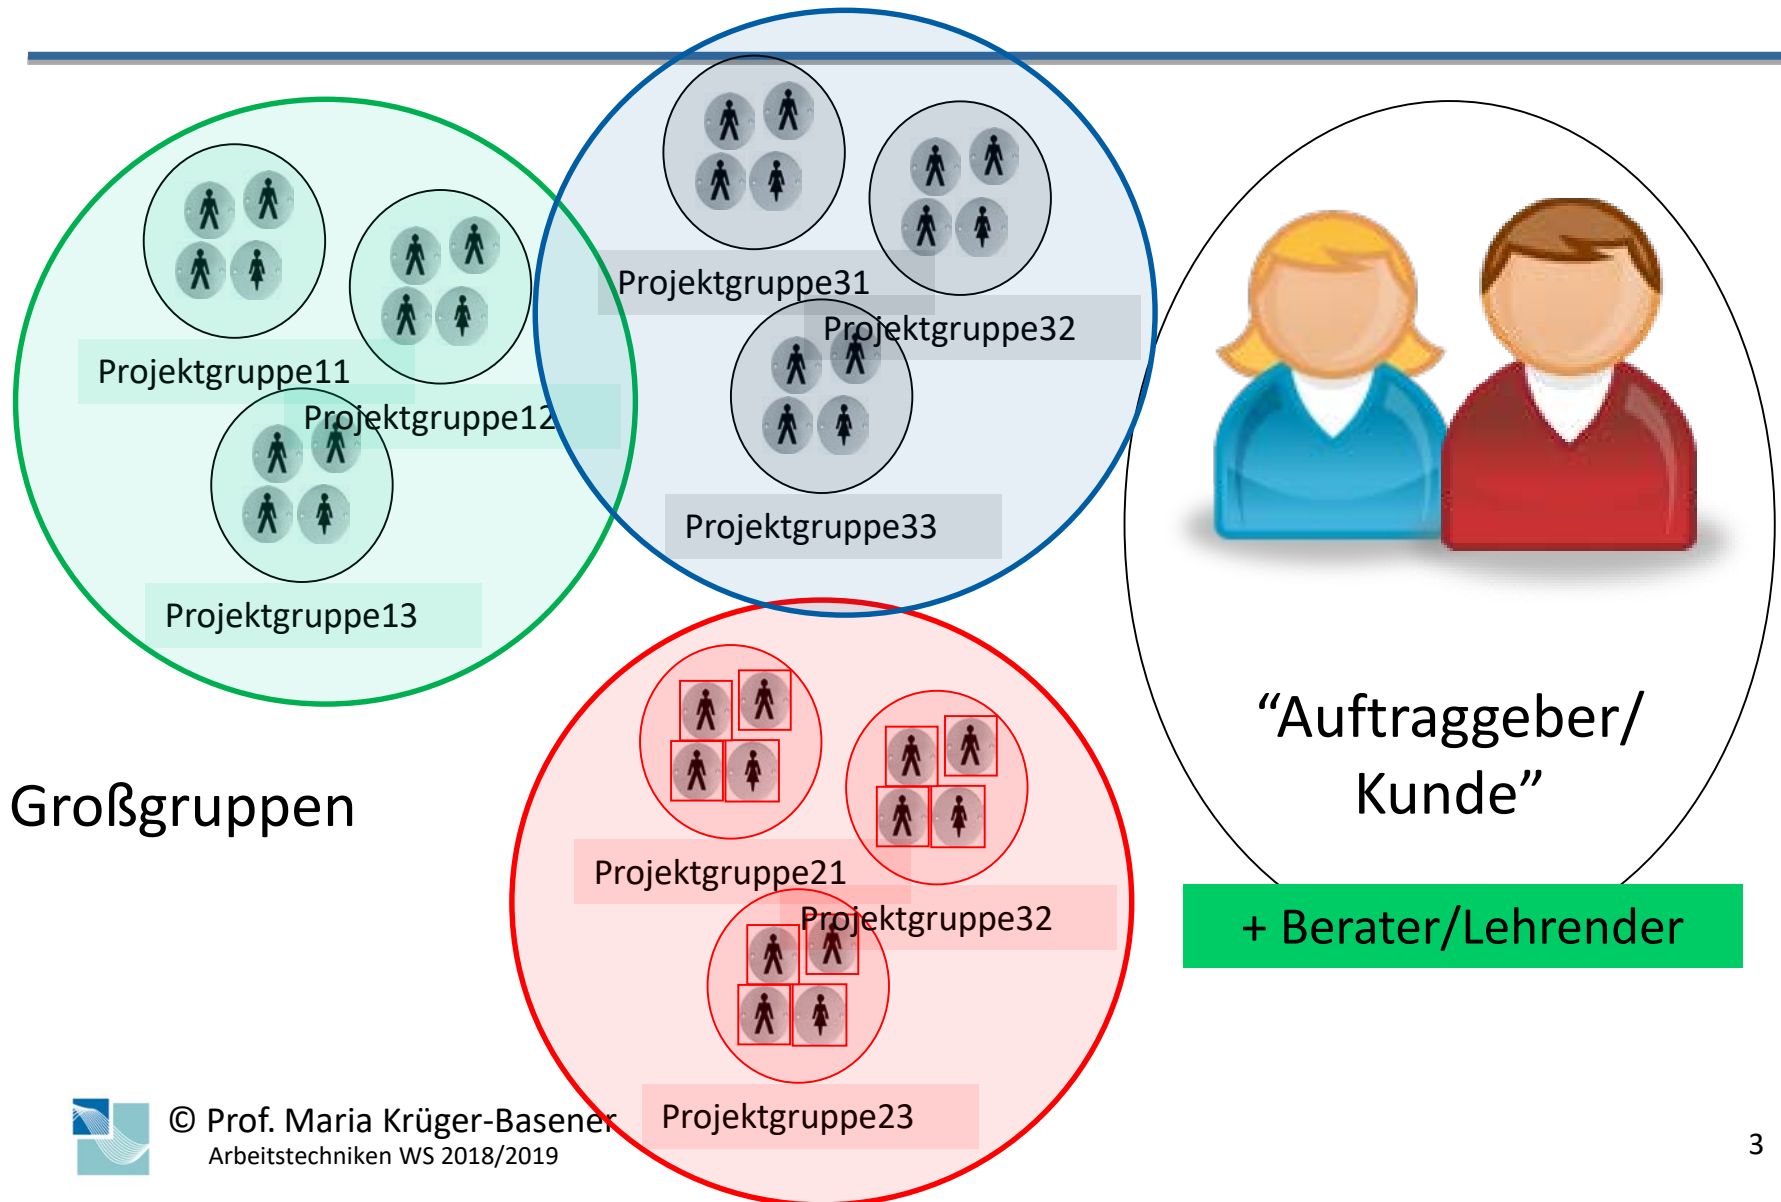 Projektgruppe11
Projektgruppe12
Projektgruppe13
Projektgruppe31
Projektgruppe32
Projektgruppe33
Großgruppen
Projektgruppe21
Projektgruppe32
Projektgruppe23
“Auftraggeber/
Kunde”
+ Berater/Lehrender
© Prof. Maria Krüger-Basener
Arbeitstechniken WS 2018/2019
3